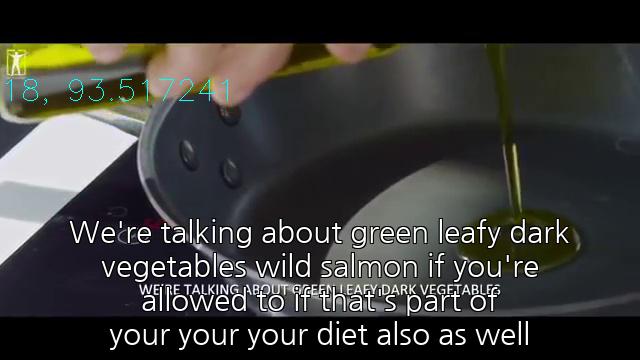 18, 93.517241
We're talking about green leafy dark
vegetables wild salmon if you're
WE'RE TALKING ABOUT GREEN LEAFY DARK VEGETABLES
allowed to if that's part of
your your your diet also as well